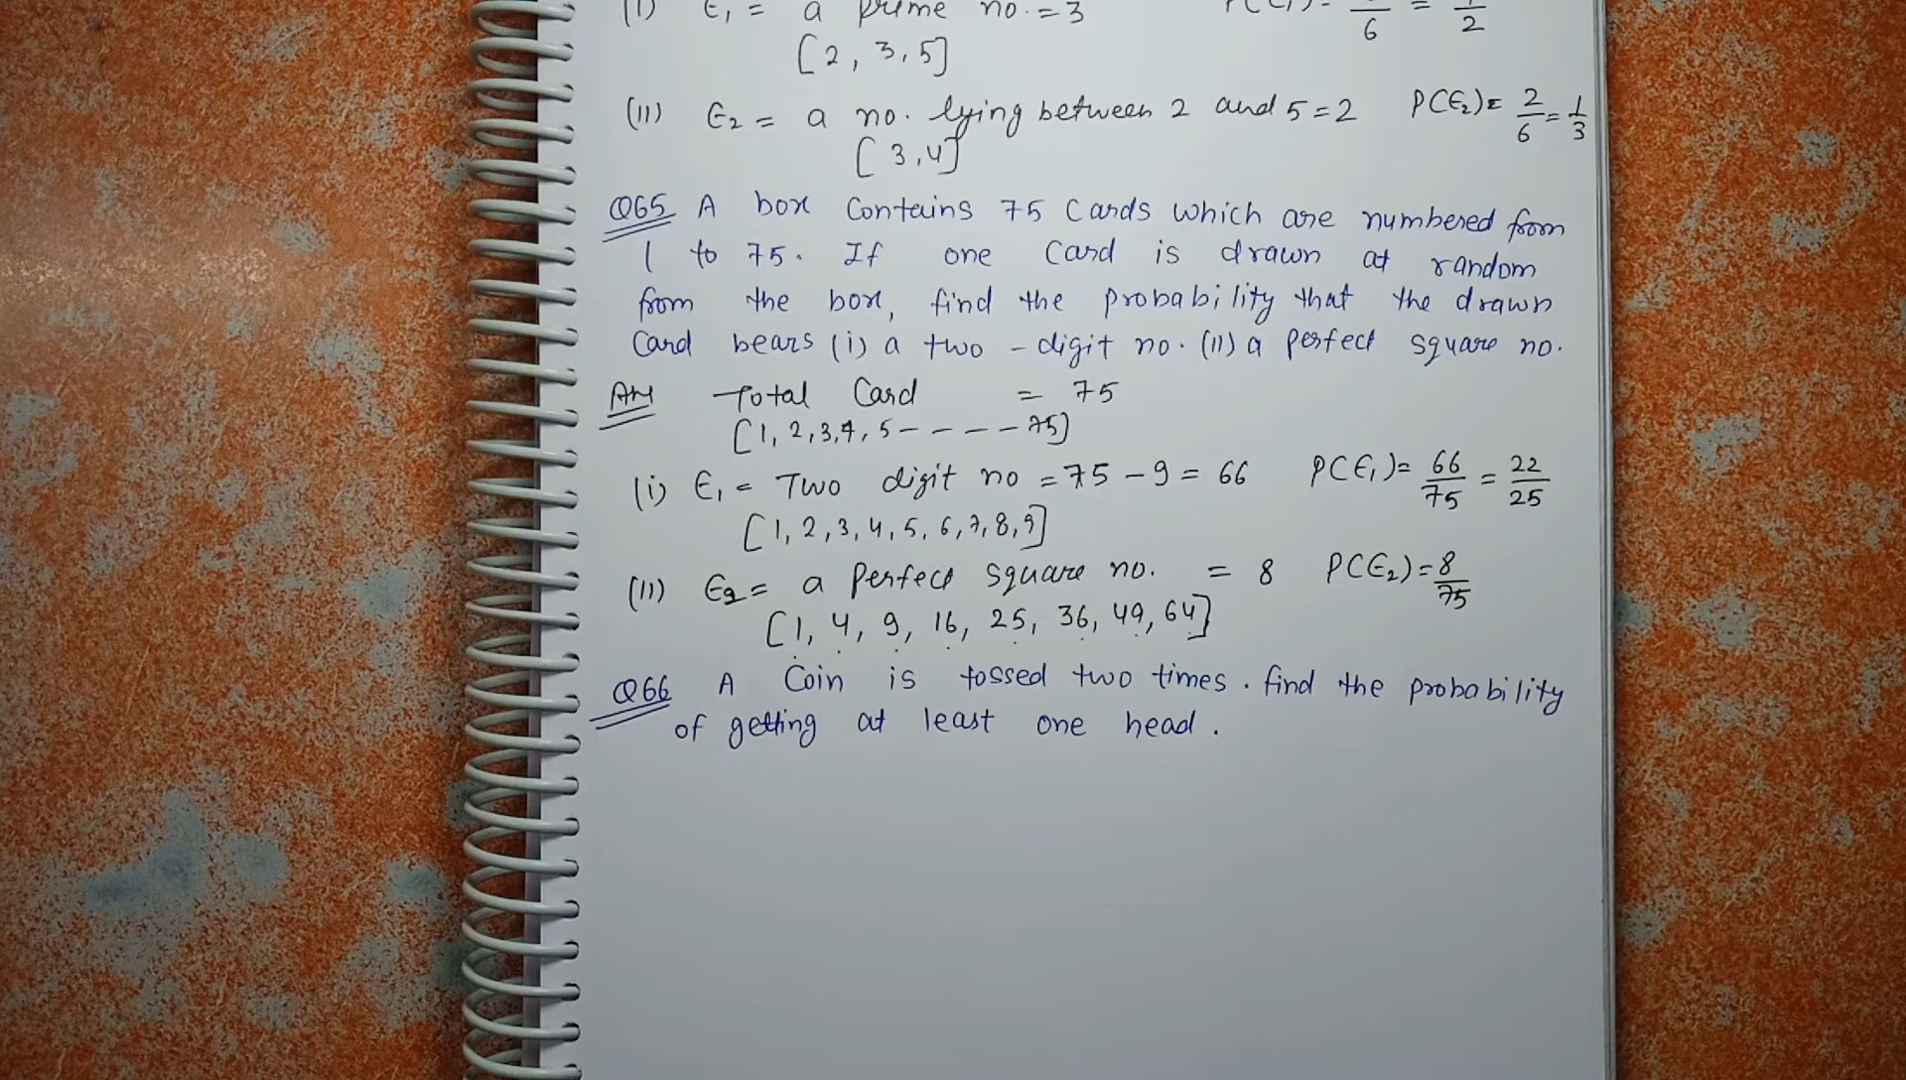 (i) E₁ = a prime no. = 3 P(E₁) = /6 = 1/2
[2, 3, 5]
(ii) E₂ = a no. lying between 2 and 5 = 2 P(E₂) = 2/6 = 1/3
[3, 4]
Q65 A box contains 75 cards which are numbered from
1 to 75. If one card is drawn at random
from the box, find the probability that the drawn
Card bears (i) a two-digit no. (ii) a perfect square no.
Ans Total Card = 75
[1, 2, 3, 4, 5 ----- 75]
(i) E₁ = Two digit no = 75 - 9 = 66 P(E₁) = 66/75 = 22/25
[1, 2, 3, 4, 5, 6, 7, 8, 9]
(ii) E₂ = a perfect square no. = 8 P(E₂) = 8/75
[1, 4, 9, 16, 25, 36, 49, 64]
Q66 A Coin is tossed two times. find the probability
of getting at least one head.